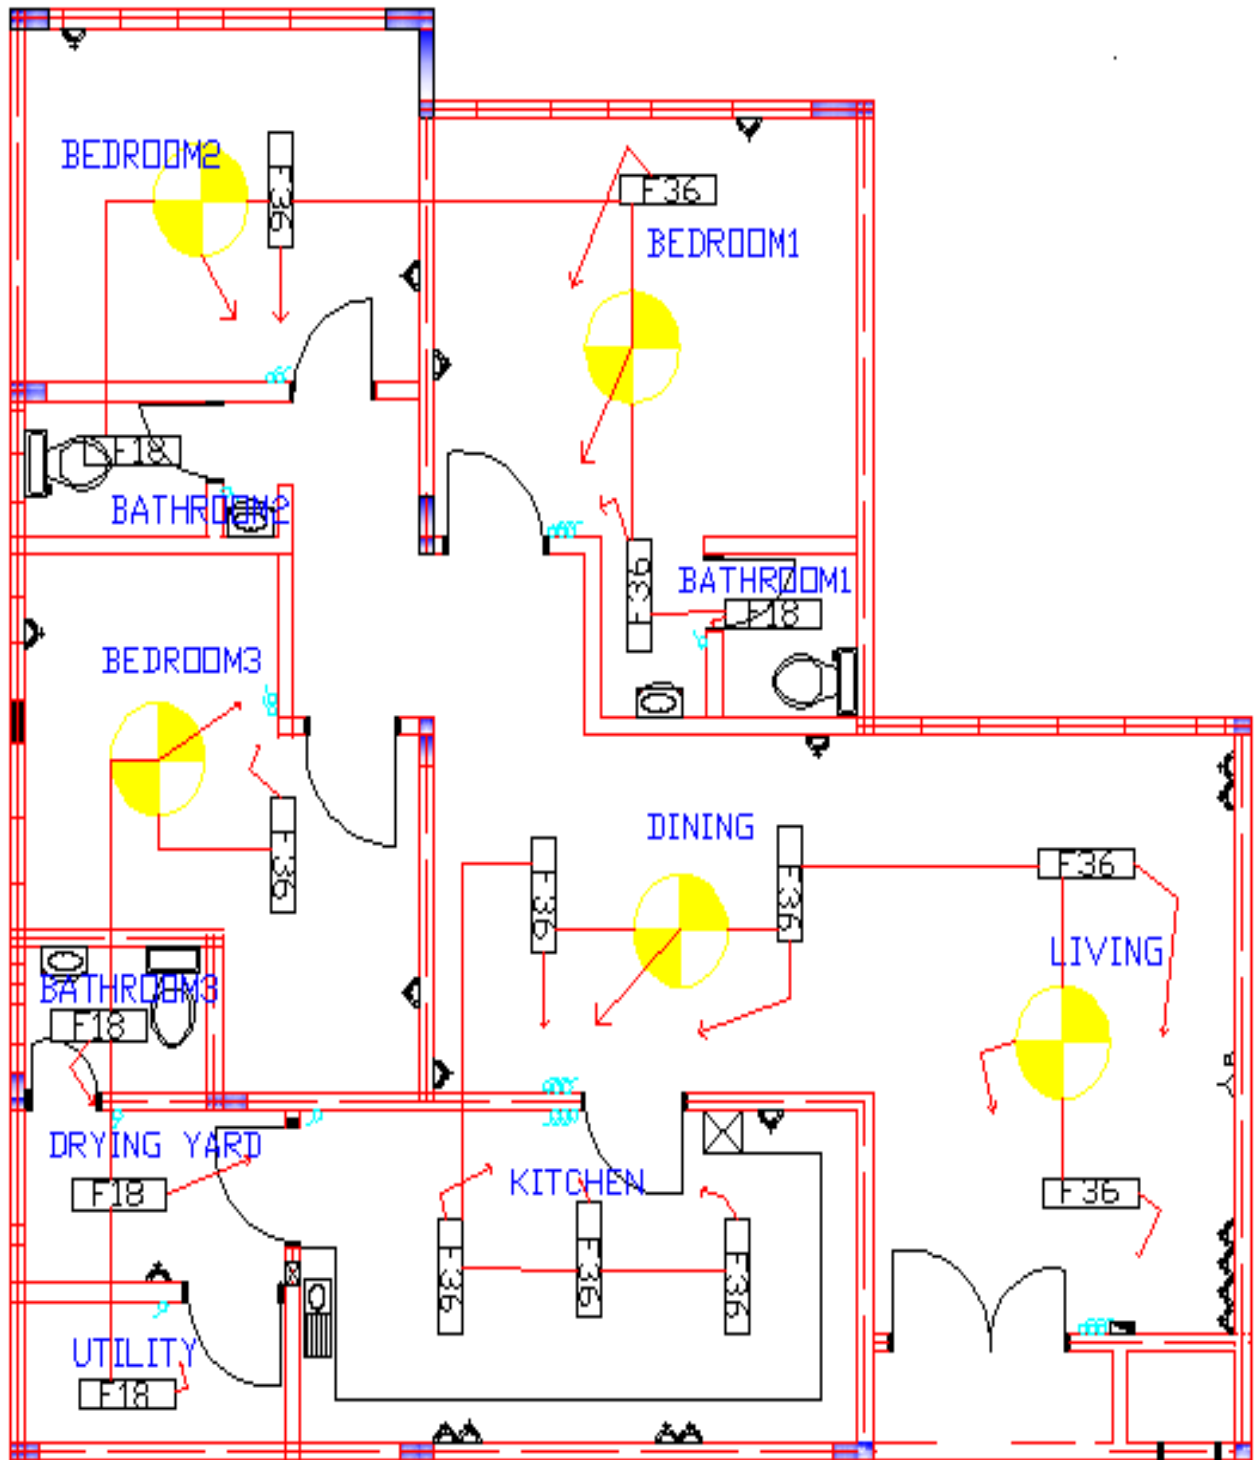 BEDROOM2
F36
F36
BEDROOM1
F18
BATHROOM2
F36
BATHROOM1
F18
BEDROOM3
F36
DINING
F36
F36
F36
LIVING
BATHROOM3
F18
DRYING YARD
F18
KITCHEN
F36
F36
F36
F36
UTILITY
F18